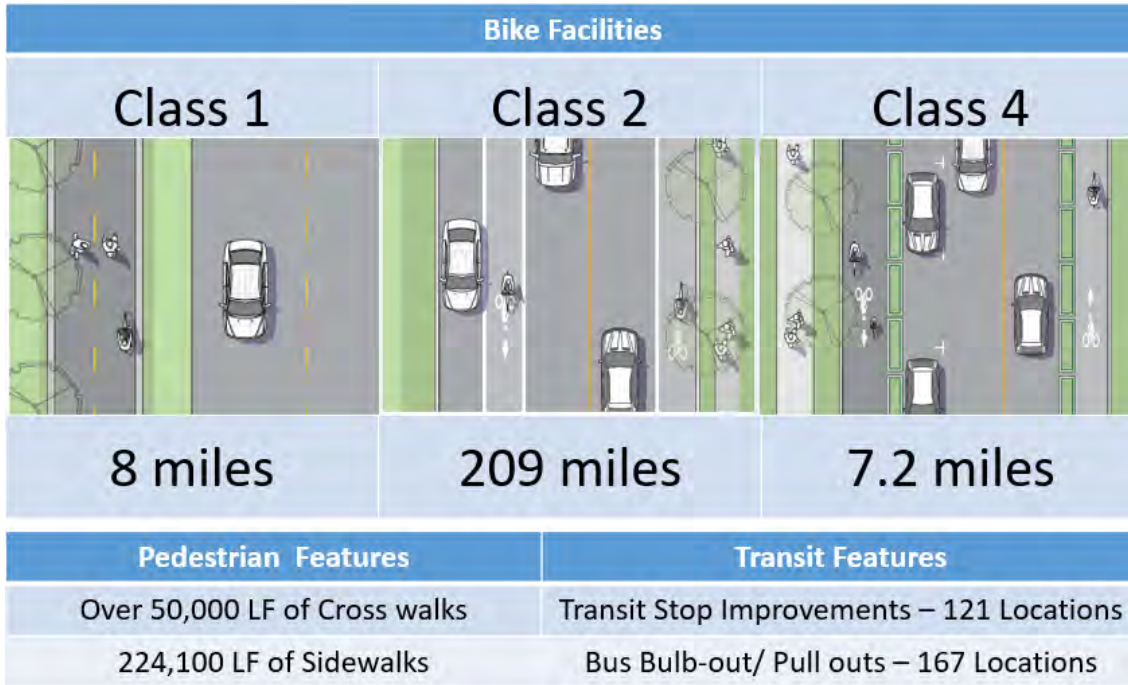 Bike Facilities
Class 1
Class 2
Class 4
8 miles
209 miles
7.2 miles
Pedestrian Features
Transit Features
Over 50,000 LF of Cross walks
Transit Stop Improvements – 121 Locations
224,100 LF of Sidewalks
Bus Bulb-out/ Pull outs – 167 Locations